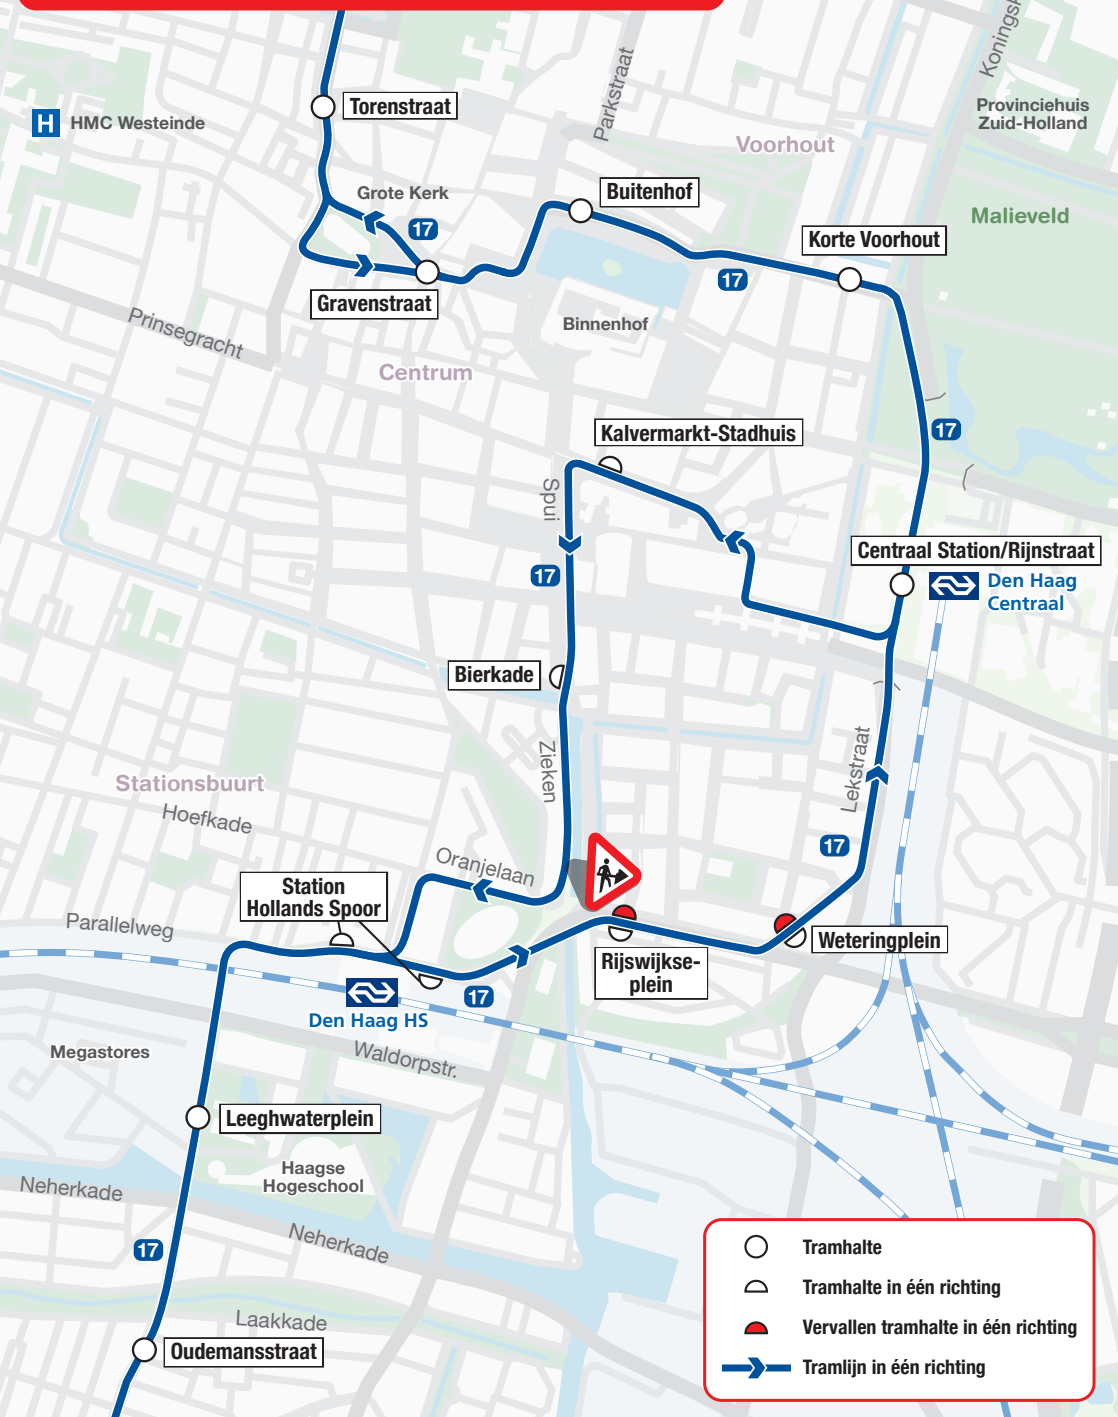 Koningsk
Parkstraat
Torenstraat
H HMC Westeinde
Provinciehuis
Zuid-Holland
Voorhout
Grote Kerk
Buitenhof
Malieveld
17
Korte Voorhout
17
Gravenstraat
Prinsegracht
Binnenhof
Centrum
17
Kalvermarkt-Stadhuis
Spui
Centraal Station/Rijnstraat
17
Den Haag
Centraal
Bierkade
Zieken
Lekstraat
Stationsbuurt
Hoefkade
17
Oranjelaan
Station
Hollands Spoor
Parallelweg
Weteringplein
Rijswijkse-
plein
17
Den Haag HS
Megastores
Waldorpstr.
Leeghwaterplein
Haagse
Hogeschool
Neherkade
Neherkade
17
Laakkade
Oudemansstraat
Tramhalte
Tramhalte in één richting
Vervallen tramhalte in één richting
Tramlijn in één richting